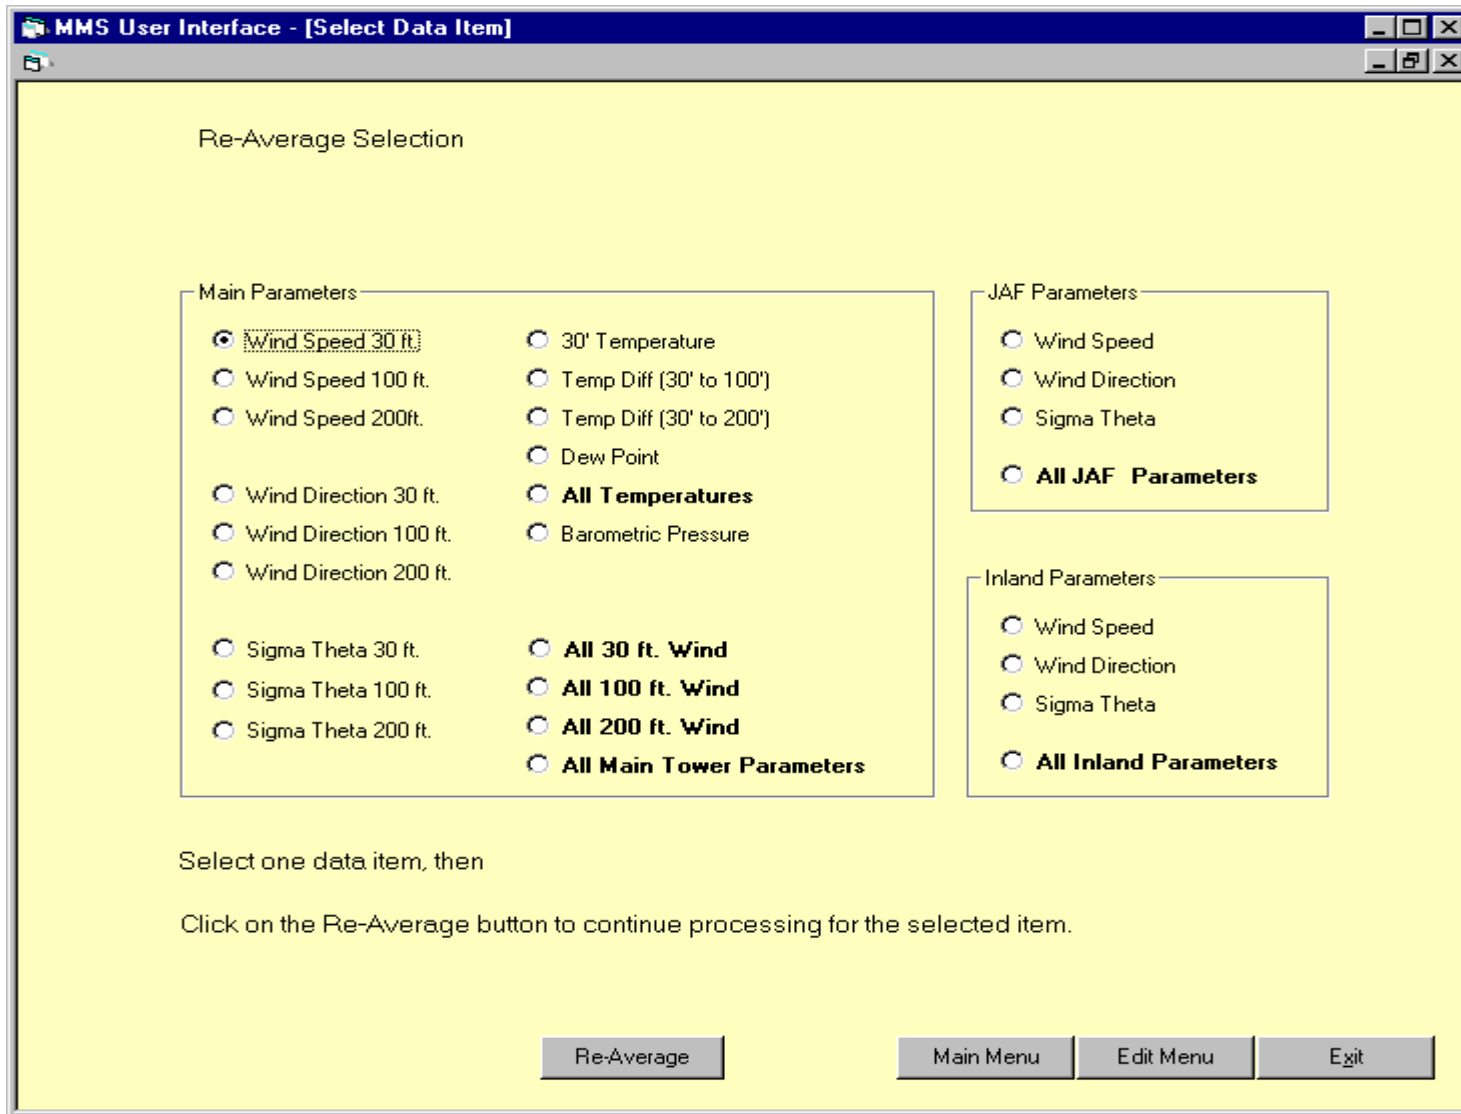 MMS User Interface - [Select Data Item]
Re-Average Selection
Main Parameters
Wind Speed 30 ft.
Wind Speed 100 ft.
Wind Speed 200ft.
Wind Direction 30 ft.
Wind Direction 100 ft.
Wind Direction 200 ft.
Sigma Theta 30 ft.
Sigma Theta 100 ft.
Sigma Theta 200 ft.
30' Temperature
Temp Diff (30' to 100')
Temp Diff (30' to 200')
Dew Point
All Temperatures
Barometric Pressure
All 30 ft. Wind
All 100 ft. Wind
All 200 ft. Wind
All Main Tower Parameters
JAF Parameters
Wind Speed
Wind Direction
Sigma Theta
All JAF Parameters
Inland Parameters
Wind Speed
Wind Direction
Sigma Theta
All Inland Parameters
Select one data item, then
Click on the Re-Average button to continue processing for the selected item.
Re-Average
Main Menu
Edit Menu
Exit